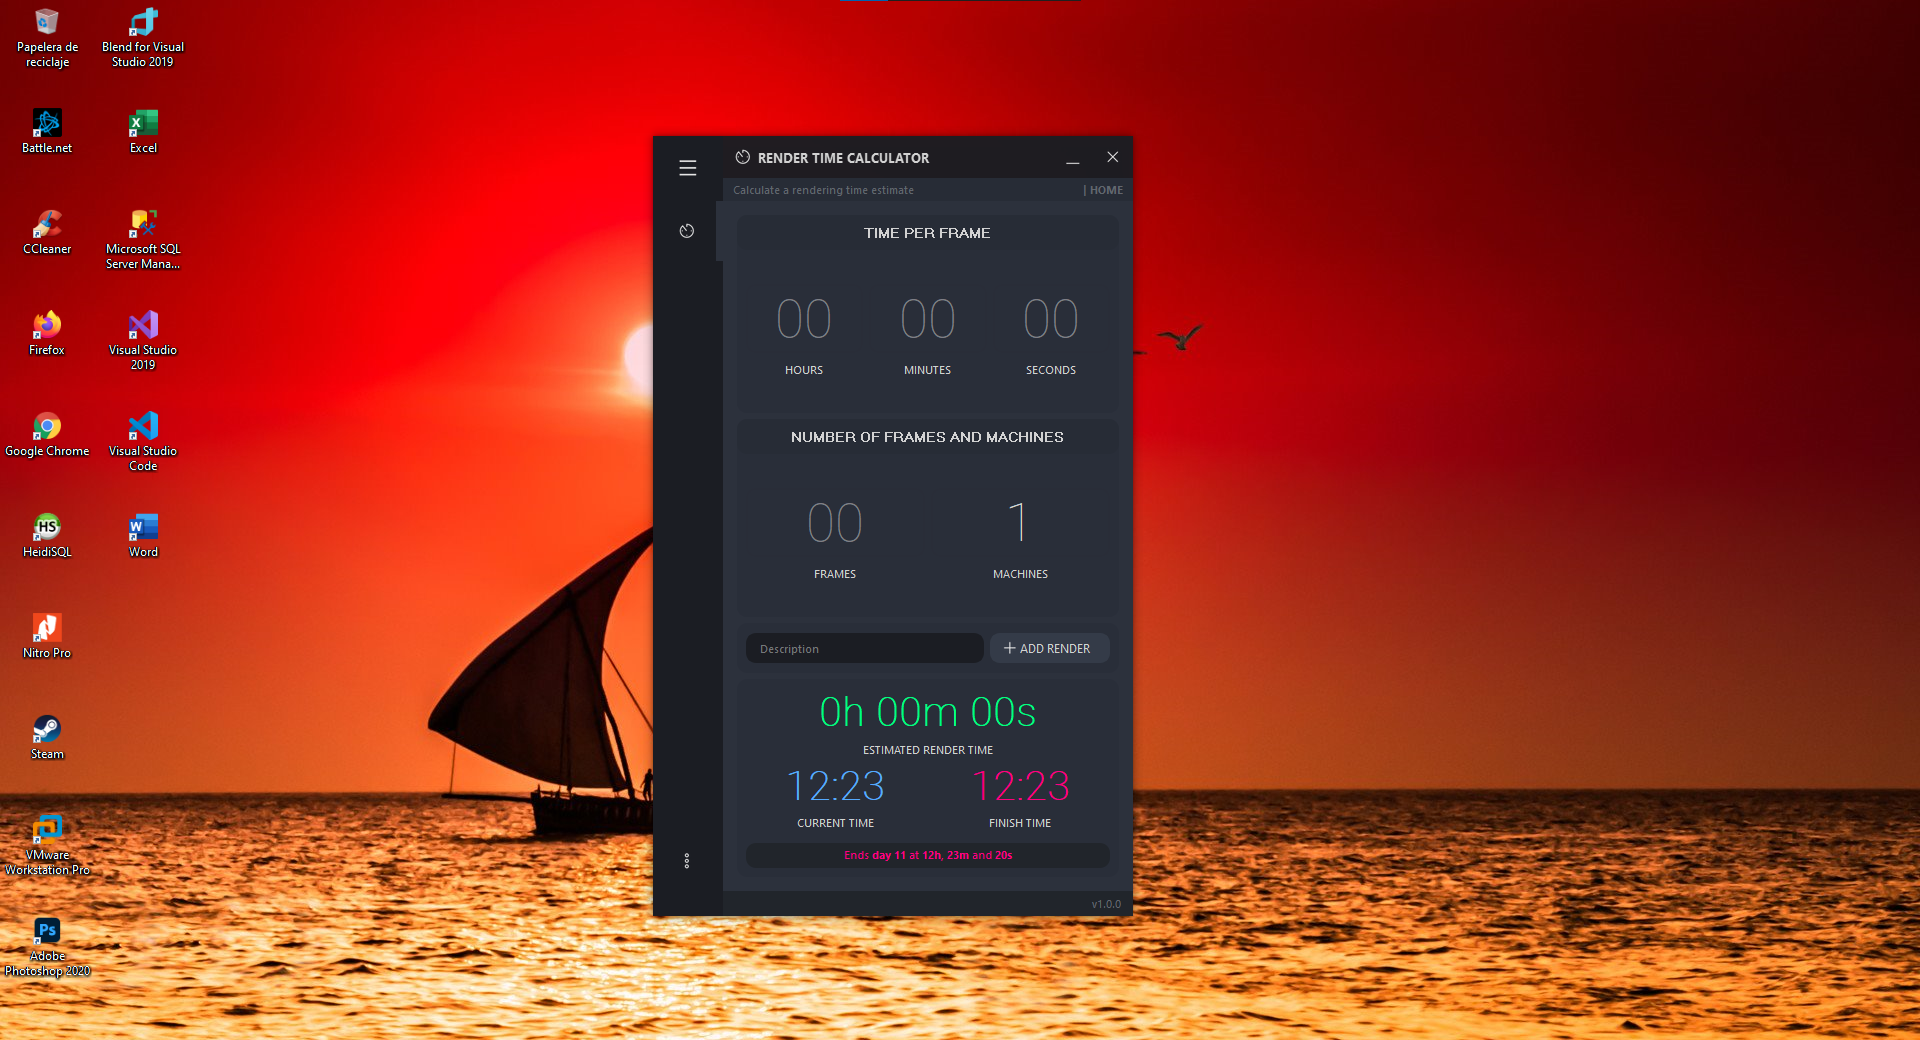 Papelera de
reciclaje
Blend for Visual
Studio 2019
Battle.net
Excel
CCleaner
Microsoft SQL
Server Mana...
Firefox
Visual Studio
2019
Google Chrome
Visual Studio
Code
HS
HeidiSQL
Word
Nitro Pro
Steam
VMware
Workstation Pro
Ps
Adobe
Photoshop 2020
RENDER TIME CALCULATOR
Calculate a rendering time estimate
| HOME
TIME PER FRAME
00
00
00
HOURS
MINUTES
SECONDS
NUMBER OF FRAMES AND MACHINES
00
1
FRAMES
MACHINES
Description
ADD RENDER
0h 00m 00s
ESTIMATED RENDER TIME
12:23
12:23
CURRENT TIME
FINISH TIME
Ends day 11 at 12h, 23m and 20s
v1.0.0